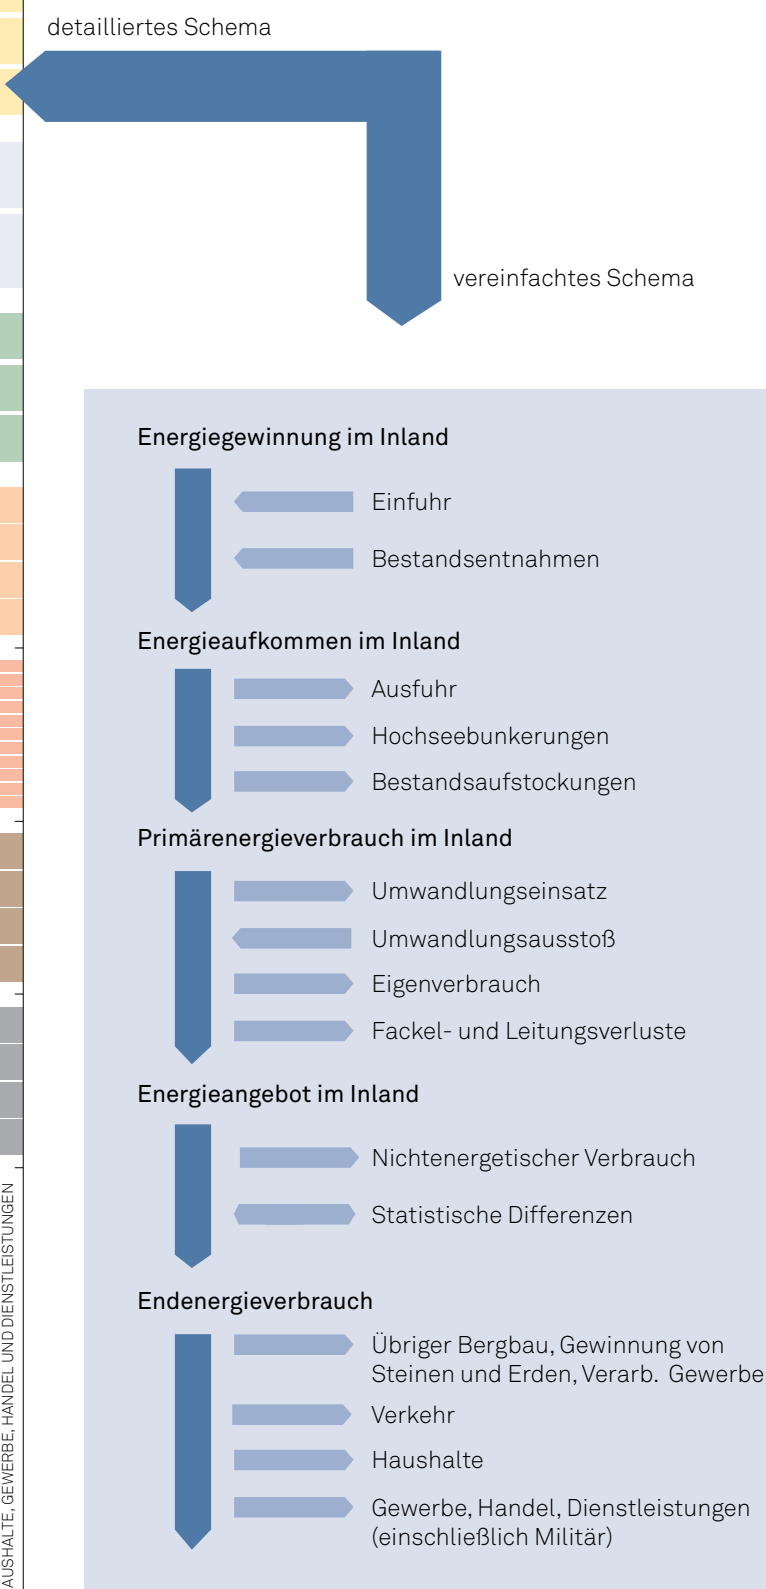 detailliertes Schema
vereinfachtes Schema
Energiegewinnung im Inland
Einfuhr
Bestandsentnahmen
Energieaufkommen im Inland
Ausfuhr
Hochseebunkerungen
Bestandsaufstockungen
Primärenergieverbrauch im Inland
Umwandlungseinsatz
Umwandlungsausstoß
Eigenverbrauch
Fackel- und Leitungsverluste
Energieangebot im Inland
Nichtenergetischer Verbrauch
Statistische Differenzen
Endenergieverbrauch
Übriger Bergbau, Gewinnung von
Steinen und Erden, Verarb. Gewerbe
Verkehr
Haushalte
Gewerbe, Handel, Dienstleistungen
(einschließlich Militär)
AUSHALTE, GEWERBE, HANDEL UND DIENSTLEISTUNGEN